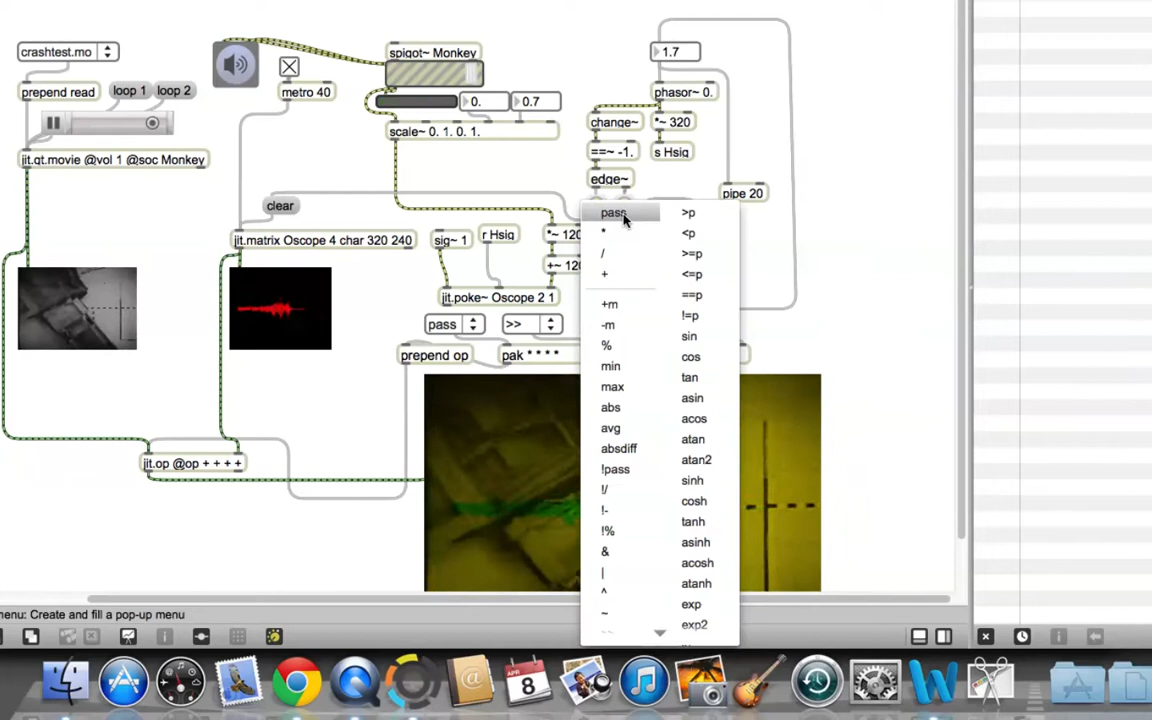 crashtest.mo
spigot~ Monkey
1.7
prepend read
loop 1
loop 2
metro 40
phasor~ 0.
0.
0.7
change~
*~ 320
scale~ 0. 1. 0. 1.
==~ -1.
s Hsig
jit.qt.movie @vol 1 @soc Monkey
edge~
pipe 20
clear
jit.matrix Oscope 4 char 320 240
sig~ 1
r Hsig
*~ 120
+~ 120
jit.poke~ Oscope 2 1
pass
>>
prepend op
pak * * * *
jit.op @op + + + +
pass
*
/
+
+m
-m
%
min
max
abs
avg
absdiff
!pass
!/
!-
!%
&
|
^
~
>p
<p
>=p
<=p
==p
!=p
sin
cos
tan
asin
acos
atan
atan2
sinh
cosh
tanh
asinh
acosh
atanh
exp
exp2
menu: Create and fill a pop-up menu
APR
8